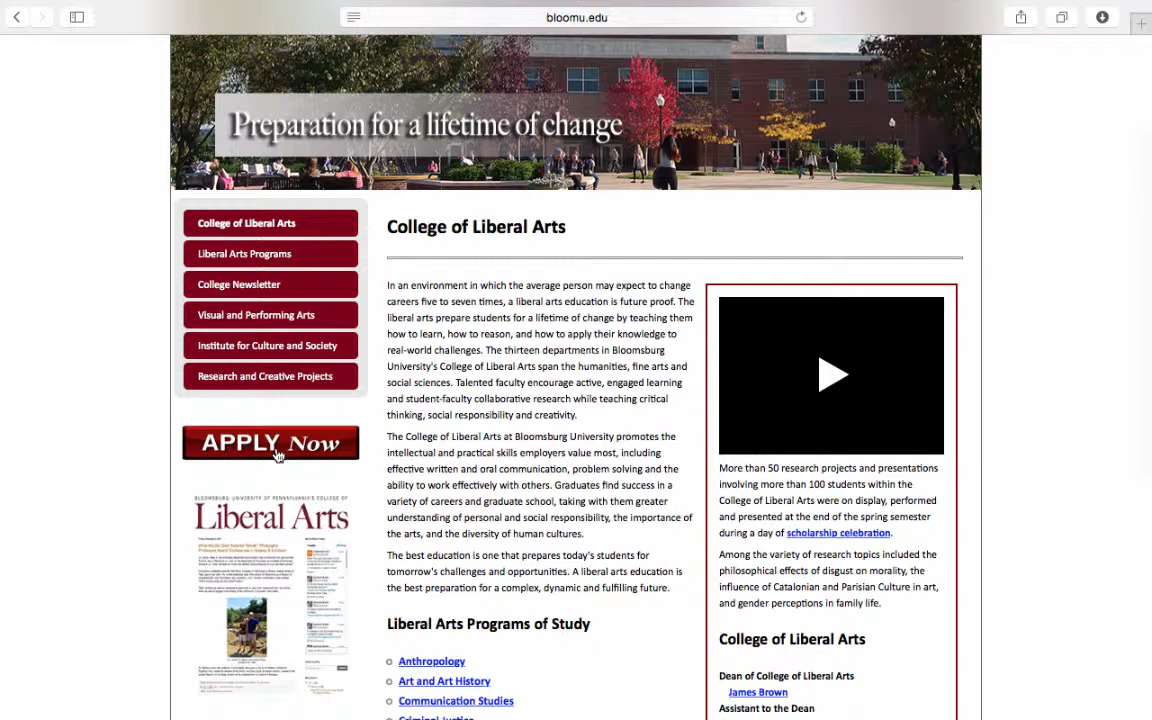 bloomu.edu
Preparation for a lifetime of change
College of Liberal Arts
Liberal Arts Programs
College Newsletter
Visual and Performing Arts
Institute for Culture and Society
Research and Creative Projects
APPLY Now
BLOOMSBURG UNIVERSITY OF PENNSYLVANIA'S COLLEGE OF
Liberal Arts
College of Liberal Arts
In an environment in which the average person may expect to change
careers five to seven times, a liberal arts education is future proof. The
liberal arts prepare students for a lifetime of change by teaching them
how to learn, how to reason, and how to apply their knowledge to
real-world challenges. The thirteen departments in Bloomsburg
University's College of Liberal Arts span the humanities, fine arts and
social sciences. Talented faculty encourage active, engaged learning
and student-faculty collaborative research while teaching critical
thinking, social responsibility and creativity.
The College of Liberal Arts at Bloomsburg University promotes the
intellectual and practical skills employers value most, including
effective written and oral communication, problem solving and the
ability to work effectively with others. Graduates find success in a
variety of careers and graduate school, taking with them greater
understanding of personal and social responsibility, the importance of
the arts, and the diversity of human cultures.
The best education is one that prepares today's students for
tomorrow's challenges and opportunities. A liberal arts education is
the best preparation for a complex, dynamic and fulfilling future.
Liberal Arts Programs of Study
Anthropology
Art and Art History
Communication Studies
Criminal Justice
More than 50 research projects and presentations
involving more than 100 students within the
College of Liberal Arts were on display, performed
and presented at the end of the spring semester
during a day of scholarship celebration.
Among the variety of research topics included the
philosophical effects of disgust on morality, the
influence of Catalonian and Parisian Culture in art,
and gender perceptions in family life.
College of Liberal Arts
Dean of College of Liberal Arts
James Brown
Assistant to the Dean